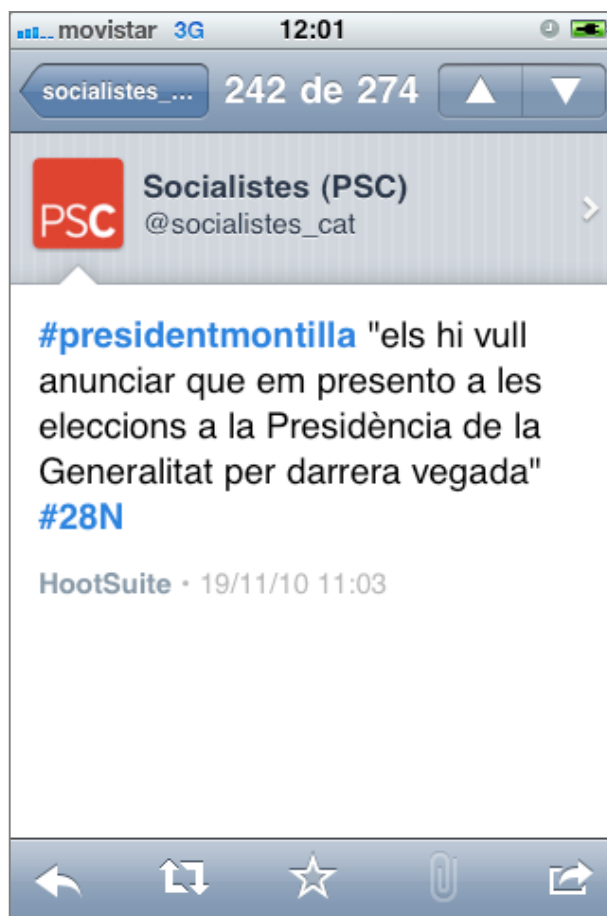 movistar 3G 12:01
socialistes_... 242 de 274
PSC Socialistes (PSC)
@socialistes_cat
#presidentmontilla "els hi vull
anunciar que em presento a les
eleccions a la Presidència de la
Generalitat per darrera vegada"
#28N
HootSuite • 19/11/10 11:03